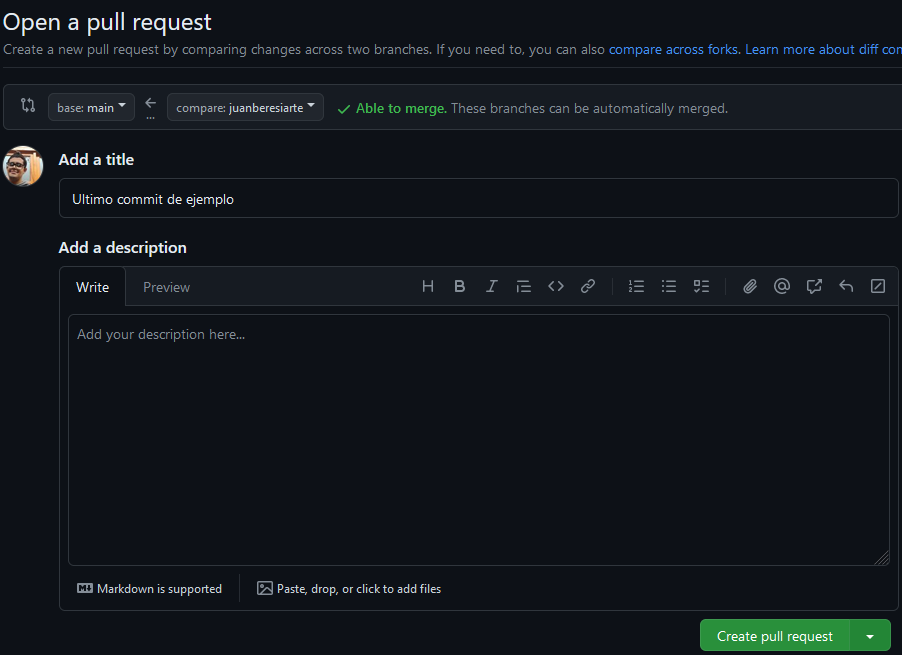 Open a pull request
Create a new pull request by comparing changes across two branches. If you need to, you can also compare across forks. Learn more about diff com
base: main
...
compare: juanberesiarte
Able to merge. These branches can be automatically merged.
Add a title
Ultimo commit de ejemplo
Add a description
Write
Preview
Add your description here...
Markdown is supported
Paste, drop, or click to add files
Create pull request